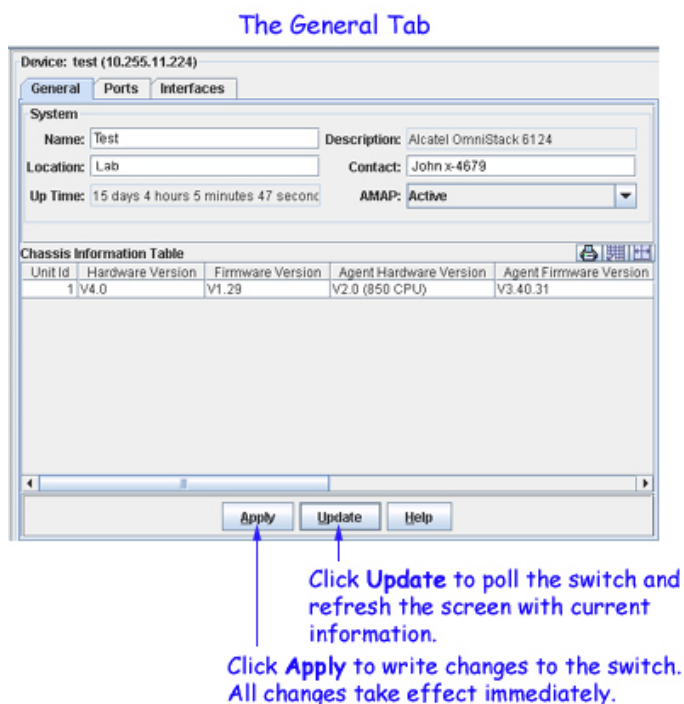 The General Tab
Device: test (10.255.11.224)
General Ports Interfaces
System
Name: Test Description: Alcatel OmniStack 6124
Location: Lab Contact: John x-4679
Up Time: 15 days 4 hours 5 minutes 47 second AMAP: Active
Chassis Information Table
Unit Id Hardware Version Firmware Version Agent Hardware Version Agent Firmware Version
1 V4.0 V1.29 V2.0 (850 CPU) V3.40.31
Apply Update Help
Click Update to poll the switch and
refresh the screen with current
information.
Click Apply to write changes to the switch.
All changes take effect immediately.